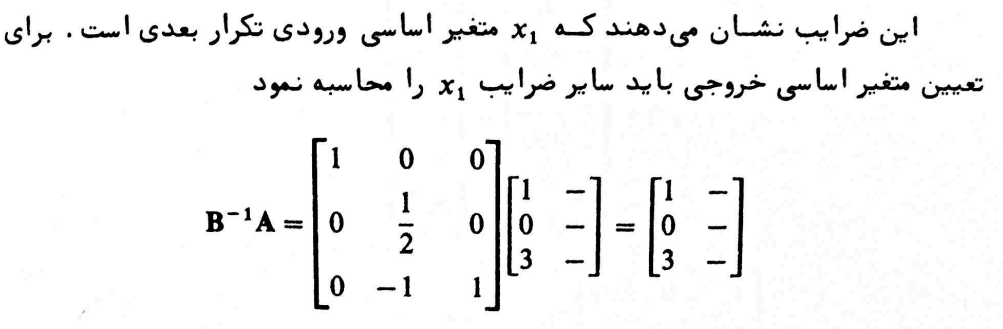 این ضرایب نشان می‌دهند که x₁ متغیر اساسی ورودی تکرار بعدی است. برای
تعیین متغیر اساسی خروجی باید سایر ضرایب x₁ را محاسبه نمود
B⁻¹A = [1 0 0; 0 1/2 0; 0 −1 1] [1 −; 0 −; 3 −] = [1 −; 0 −; 3 −]